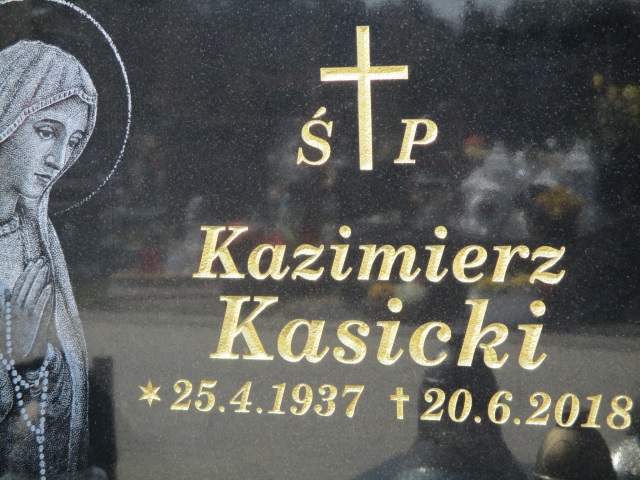 Ś P
Kazimierz
Kasicki
* 25.4.1937 † 20.6.2018